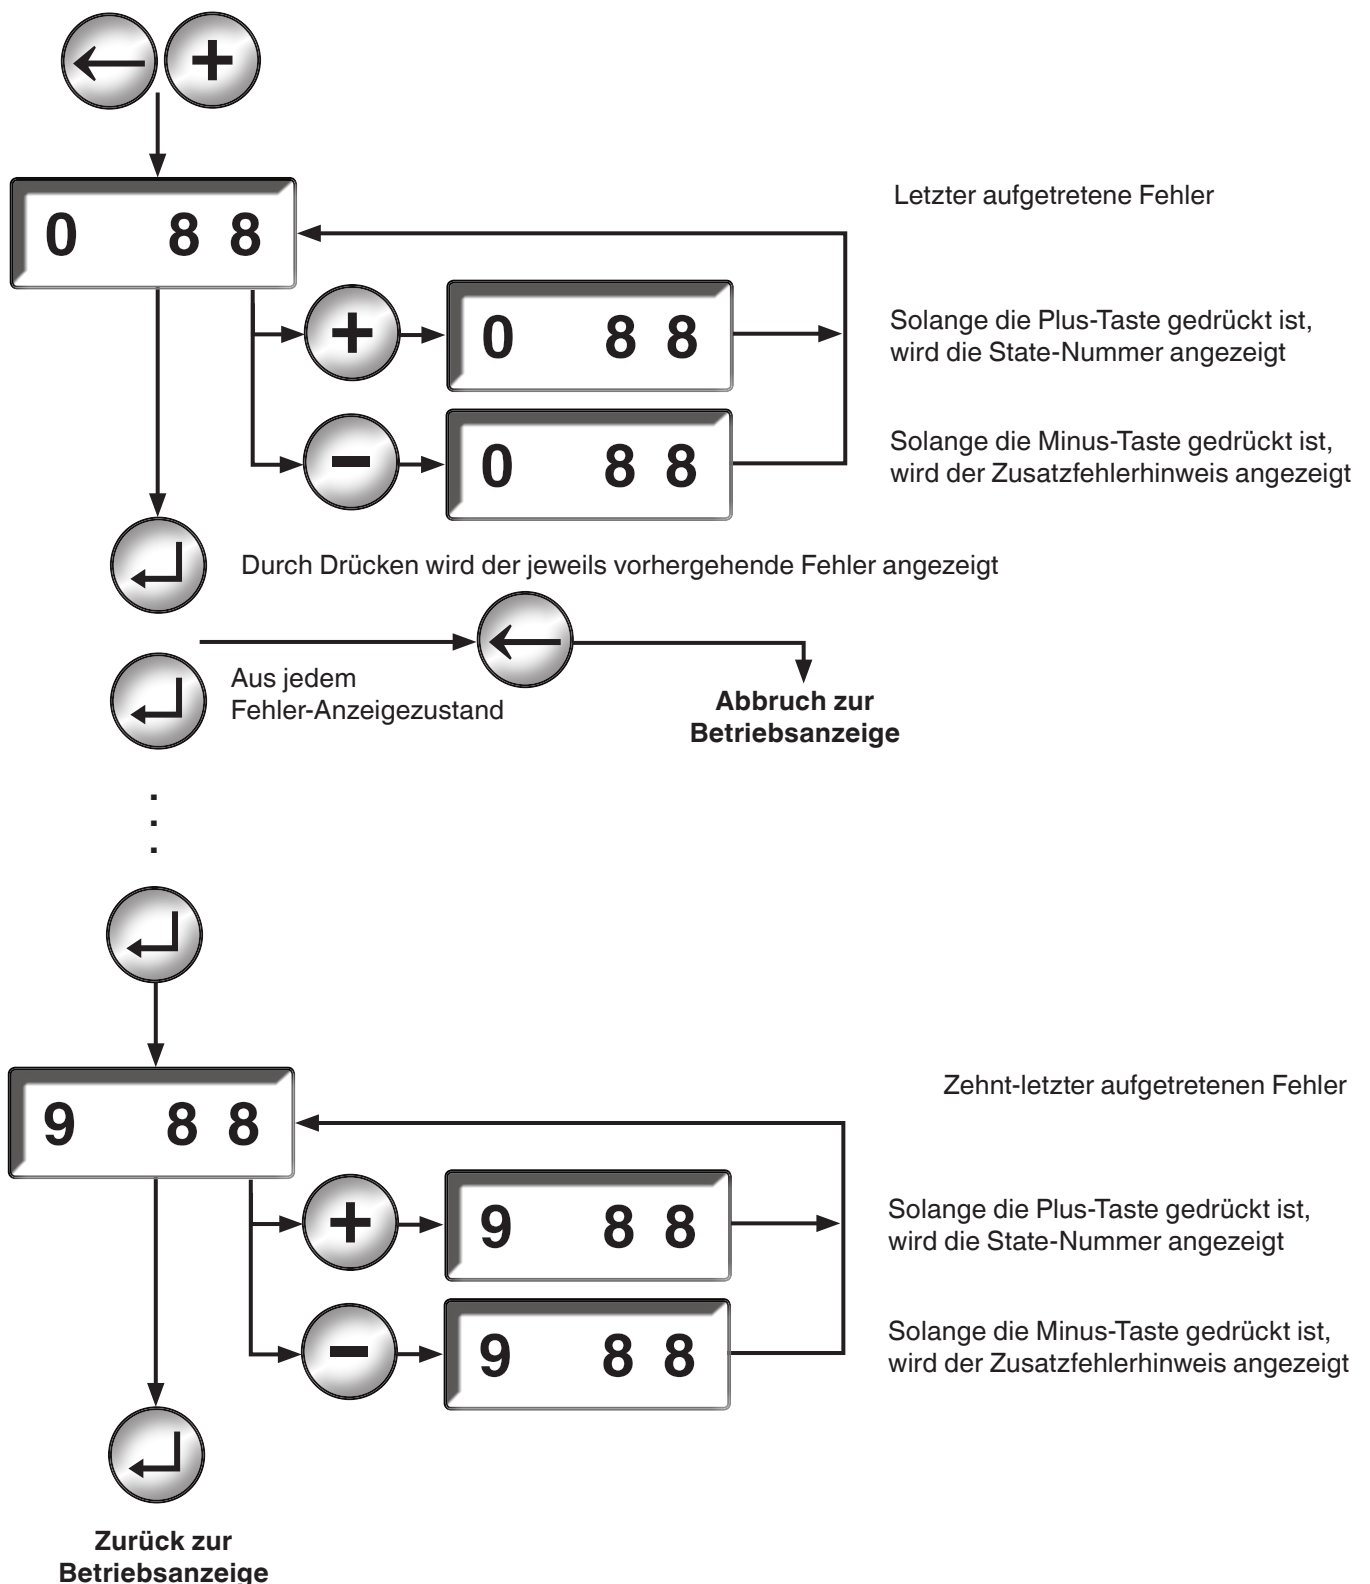 0 8 8
Letzter aufgetretene Fehler
0 8 8
Solange die Plus-Taste gedrückt ist,
wird die State-Nummer angezeigt
0 8 8
Solange die Minus-Taste gedrückt ist,
wird der Zusatzfehlerhinweis angezeigt
Durch Drücken wird der jeweils vorhergehende Fehler angezeigt
Aus jedem
Fehler-Anzeigezustand
Abbruch zur
Betriebsanzeige
9 8 8
Zehnt-letzter aufgetretenen Fehler
9 8 8
Solange die Plus-Taste gedrückt ist,
wird die State-Nummer angezeigt
9 8 8
Solange die Minus-Taste gedrückt ist,
wird der Zusatzfehlerhinweis angezeigt
Zurück zur
Betriebsanzeige